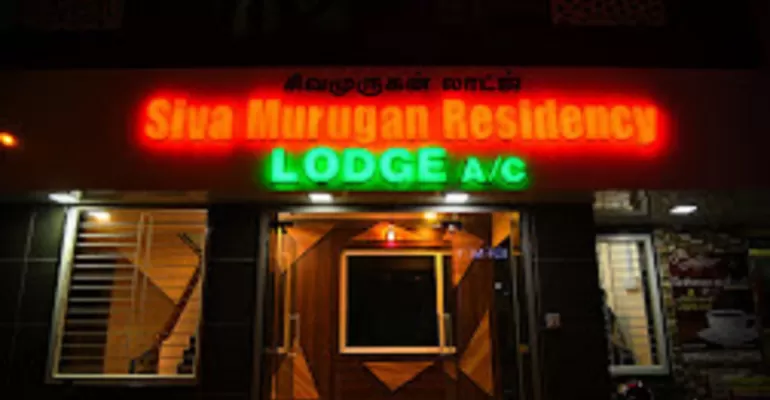 சிவமுருகன் லாட்ஜ்
Siva Murugan Residency
LODGE A/C